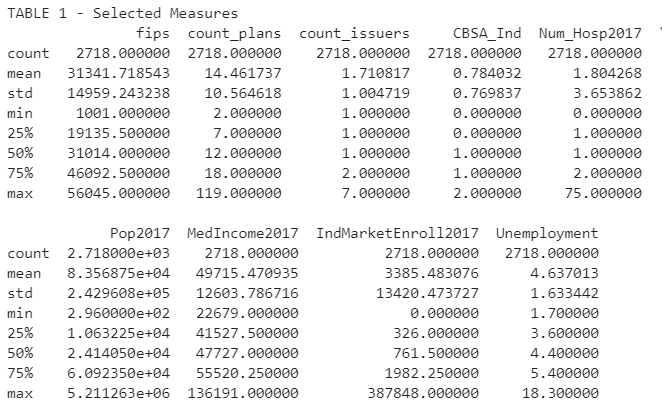 TABLE 1 - Selected Measures
fips count_plans count_issuers CBSA_Ind Num_Hosp2017
count 2718.000000 2718.000000 2718.000000 2718.000000 2718.000000
mean 31341.718543 14.461737 1.710817 0.784032 1.804268
std 14959.243238 10.564618 1.004719 0.769837 3.653862
min 1001.000000 2.000000 1.000000 0.000000 0.000000
25% 19135.500000 7.000000 1.000000 0.000000 1.000000
50% 31014.000000 12.000000 1.000000 1.000000 1.000000
75% 46092.500000 18.000000 2.000000 1.000000 2.000000
max 56045.000000 119.000000 7.000000 2.000000 75.000000
Pop2017 MedIncome2017 IndMarketEnroll2017 Unemployment
count 2.718000e+03 2718.000000 2718.000000 2718.000000
mean 8.356875e+04 49715.470935 3385.483076 4.637013
std 2.429608e+05 12603.786716 13420.473727 1.633442
min 2.960000e+02 22679.000000 0.000000 1.700000
25% 1.063225e+04 41527.500000 326.000000 3.600000
50% 2.414050e+04 47727.000000 761.500000 4.400000
75% 6.092350e+04 55520.250000 1982.250000 5.400000
max 5.211263e+06 136191.000000 387848.000000 18.300000